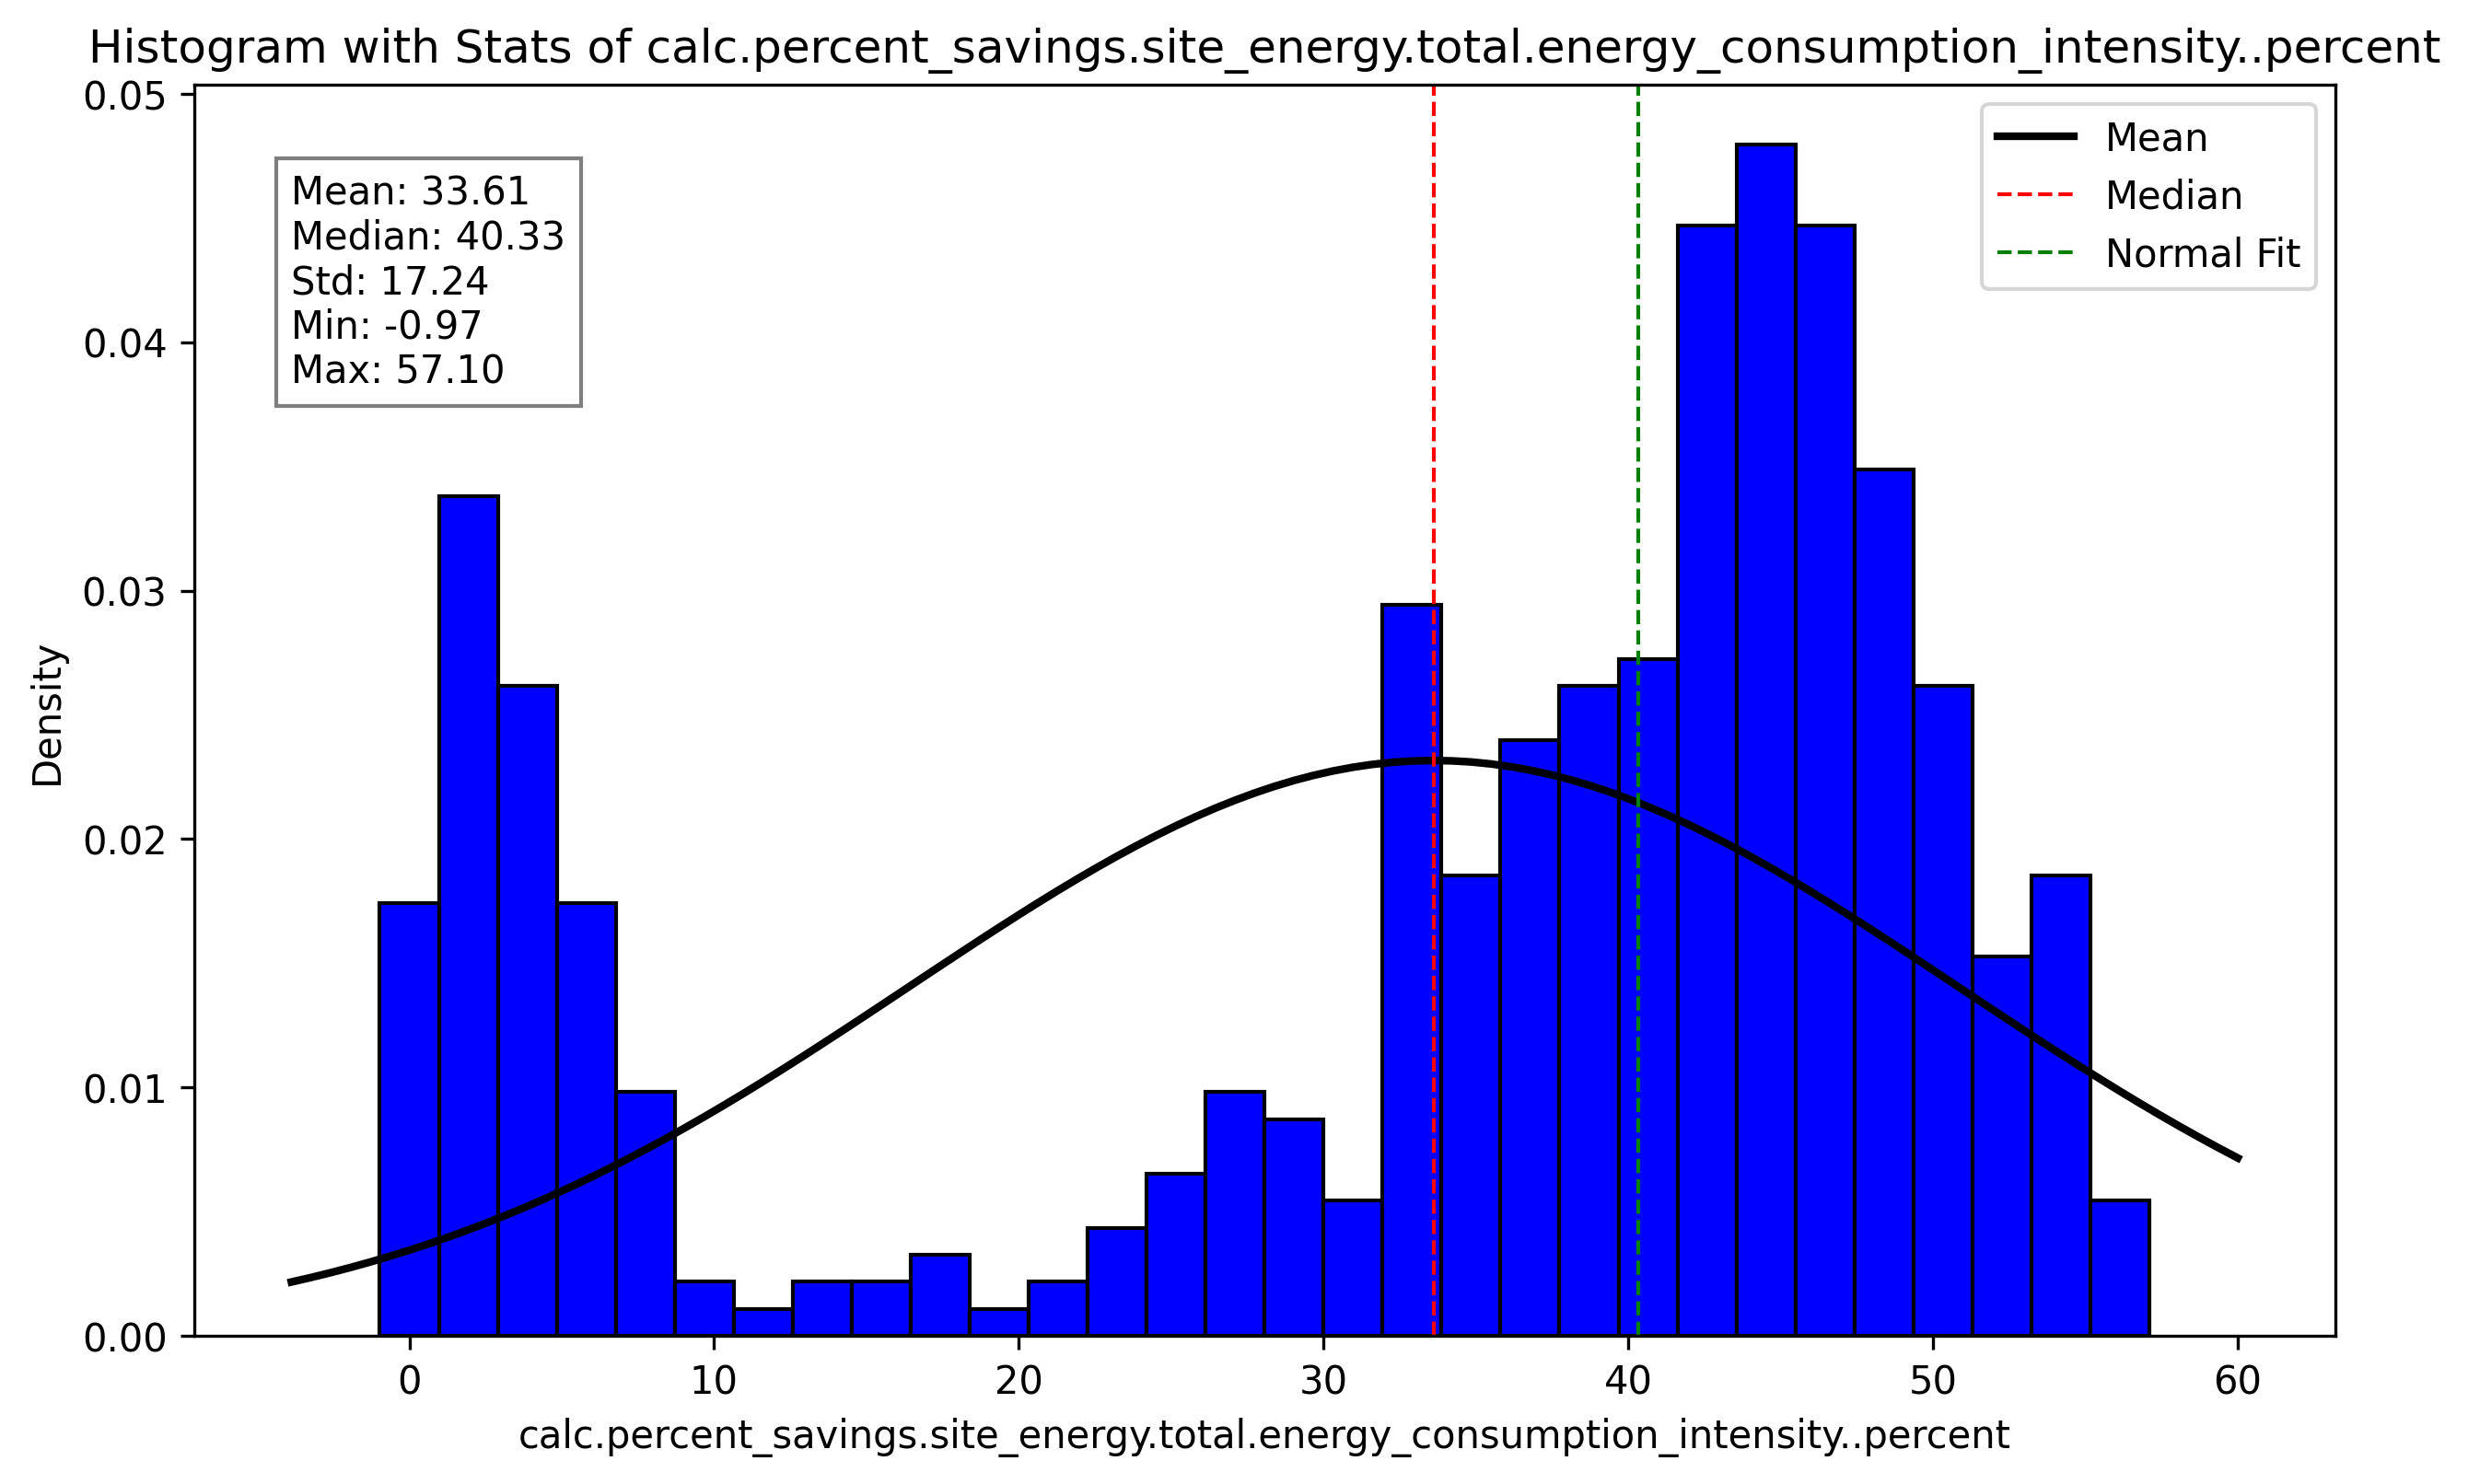 Histogram with Stats of calc.percent_savings.site_energy.total.energy_consumption_intensity..percent
0.05
0.04
0.03
0.02
0.01
0.00
Density
Mean: 33.61
Median: 40.33
Std: 17.24
Min: -0.97
Max: 57.10
Mean
Median
Normal Fit
0 10 20 30 40 50 60
calc.percent_savings.site_energy.total.energy_consumption_intensity..percent